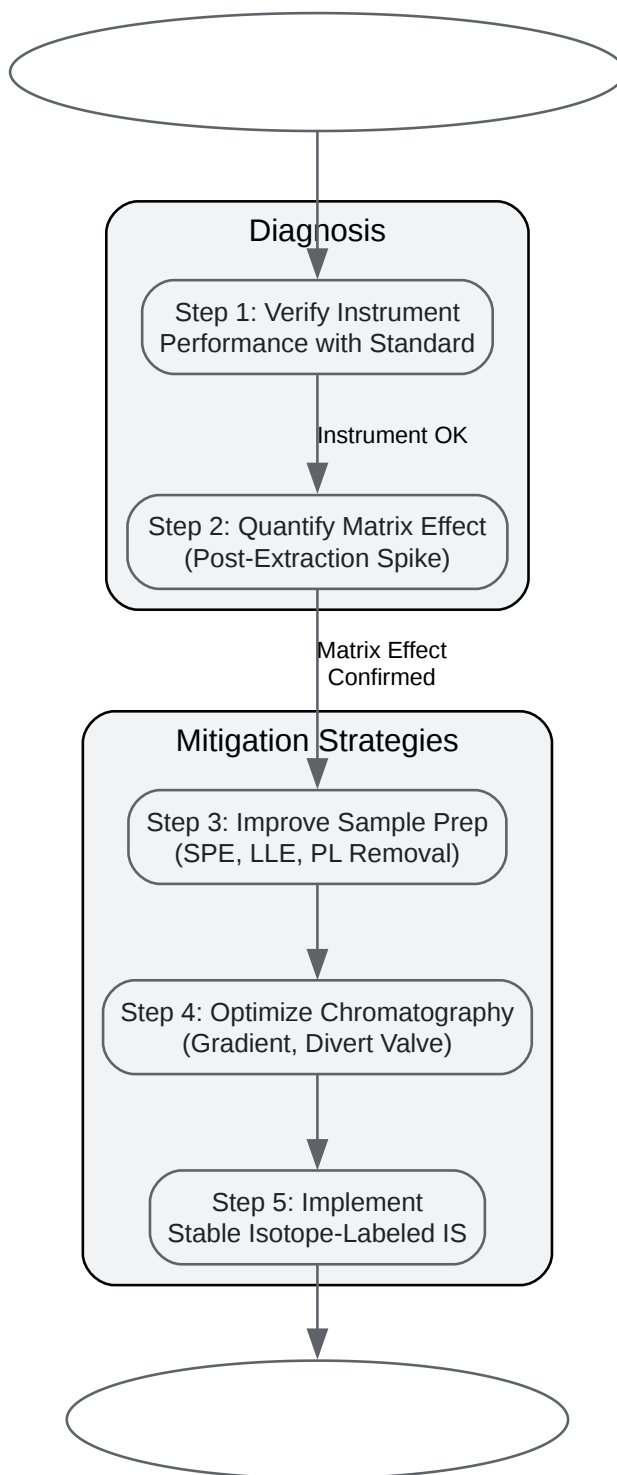 Diagnosis
Step 1: Verify Instrument
Performance with Standard
Instrument OK
Step 2: Quantify Matrix Effect
(Post-Extraction Spike)
Matrix Effect
Confirmed
Mitigation Strategies
Step 3: Improve Sample Prep
(SPE, LLE, PL Removal)
Step 4: Optimize Chromatography
(Gradient, Divert Valve)
Step 5: Implement
Stable Isotope-Labeled IS